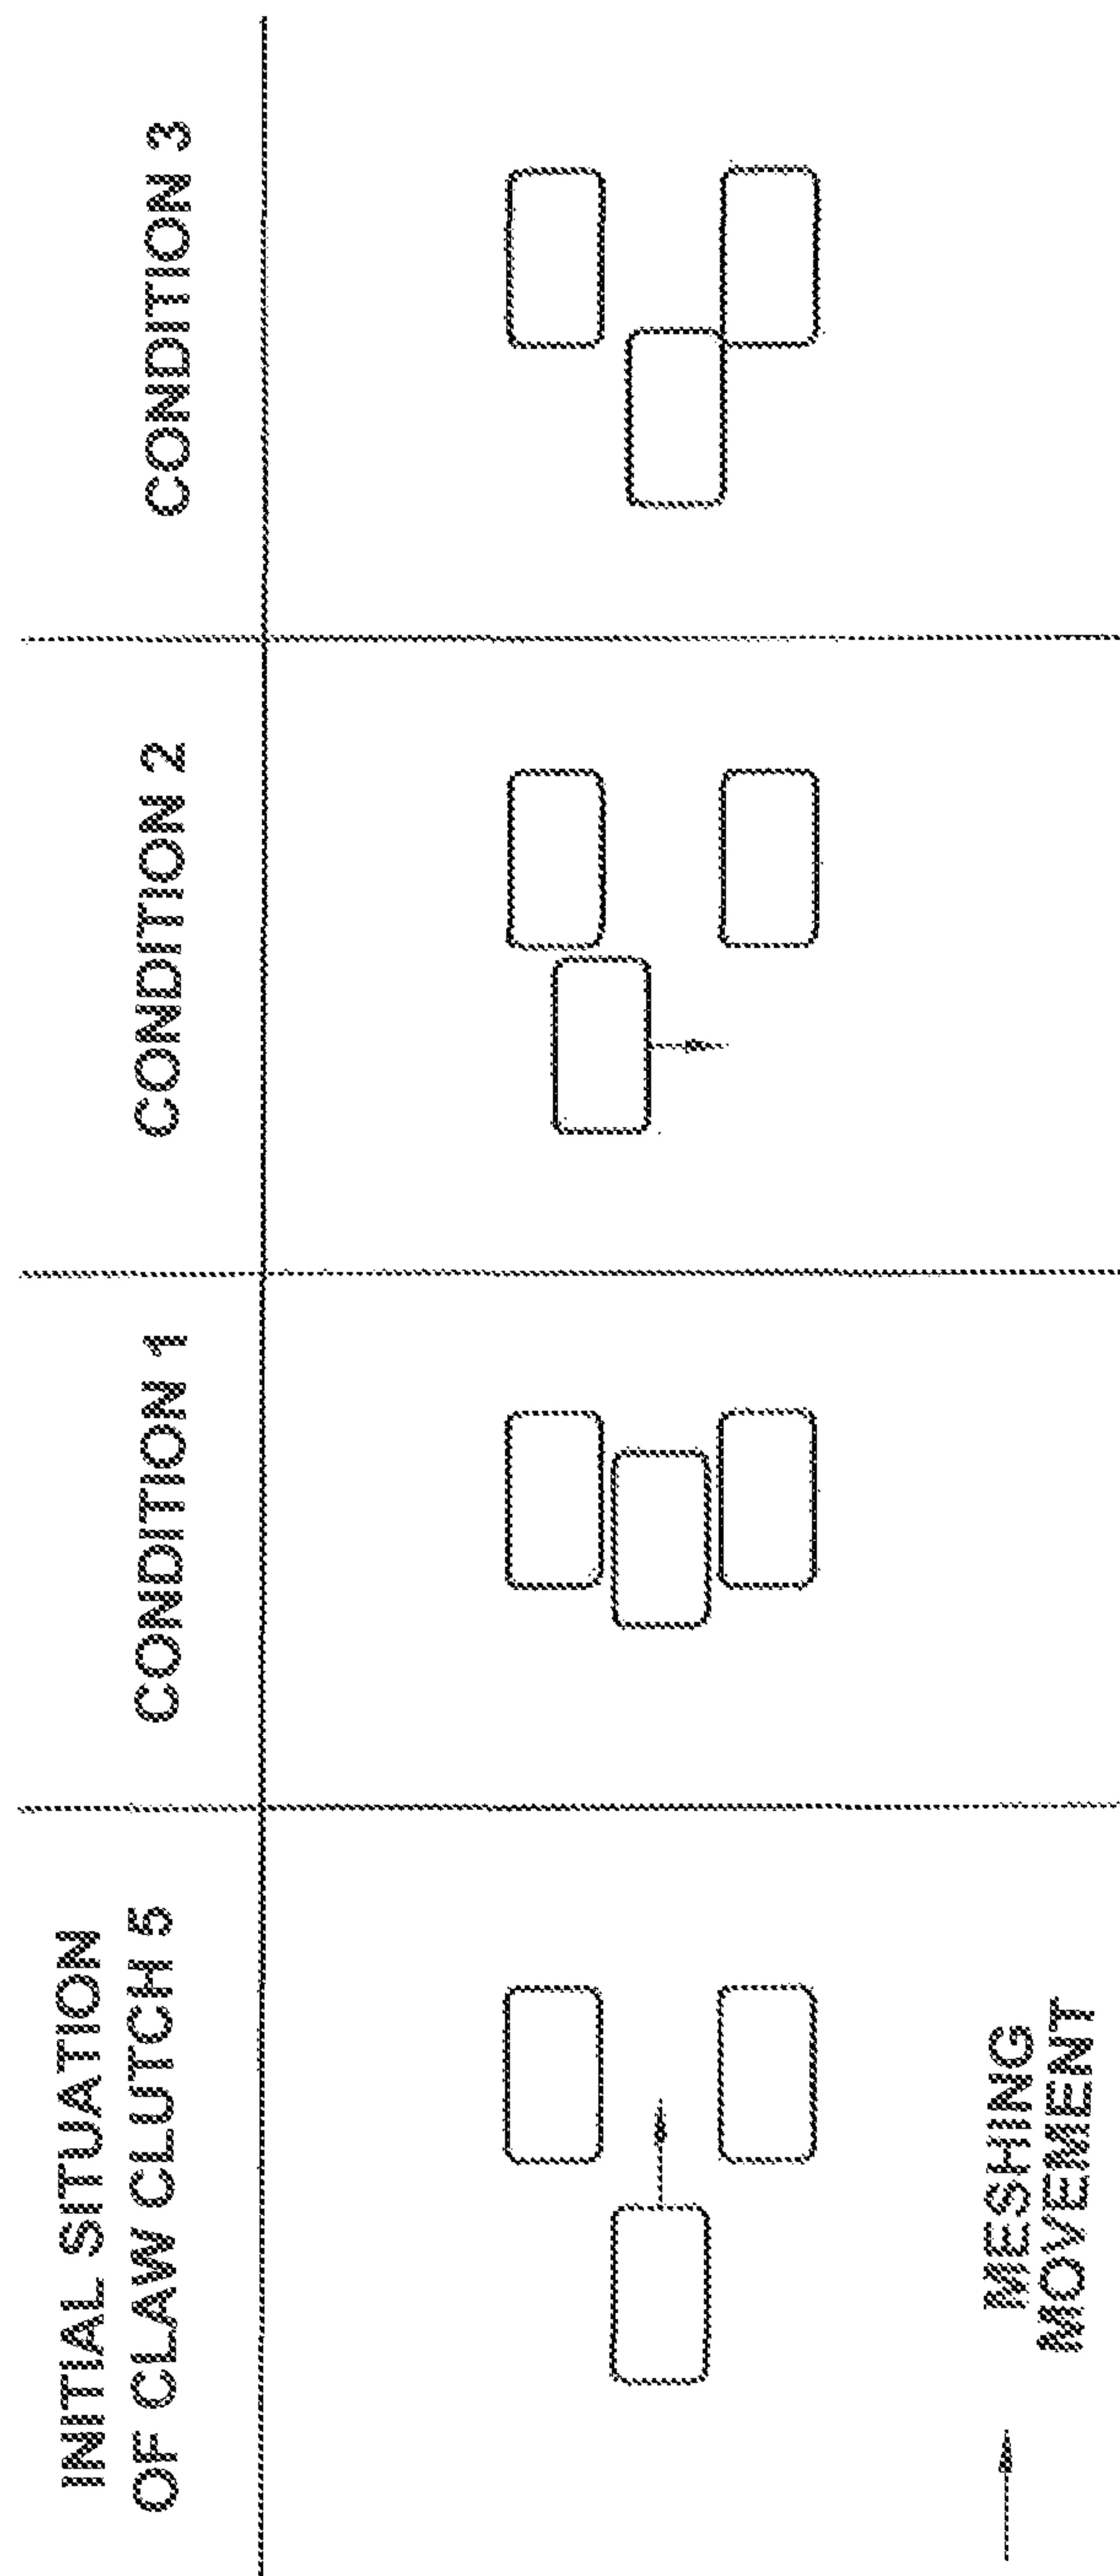 INITIAL SITUATION
OF CLAW CLUTCH 5
CONDITION 1
CONDITION 2
CONDITION 3
MESHING
MOVEMENT